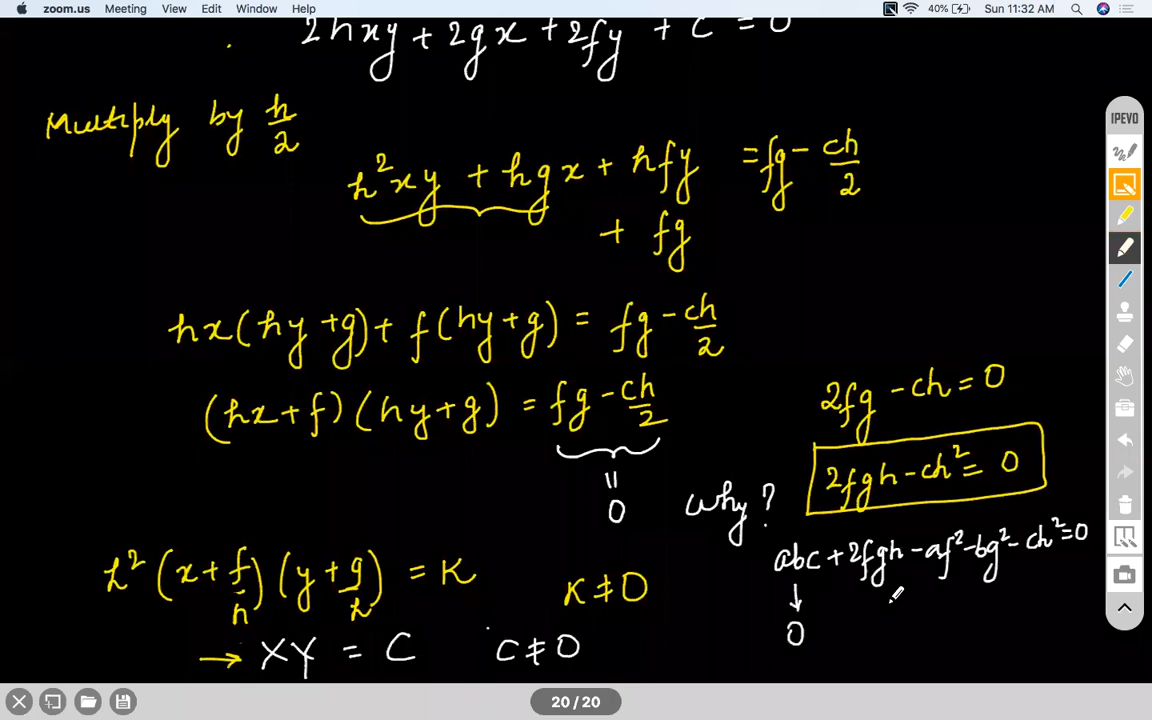 zoom.us Meeting View Edit Window Help 40% Sun 11:32 AM
2hxy + 2gx + 2fy + c = 0
Multiply by h/2
h²xy + hgx + hfy = fg - ch/2
+ fg
IPEVO
hx(hy+g) + f(hy+g) = fg - ch/2
2fg - ch = 0
(hx+f)(hy+g) = fg - ch/2
2fgh - ch² = 0
"
0
Why?
abc + 2fgh - af² - bg² - ch² = 0
↓
0
h²(x + f/h)(y + g/h) = K K ≠ 0
→ XY = C C ≠ 0
20 / 20